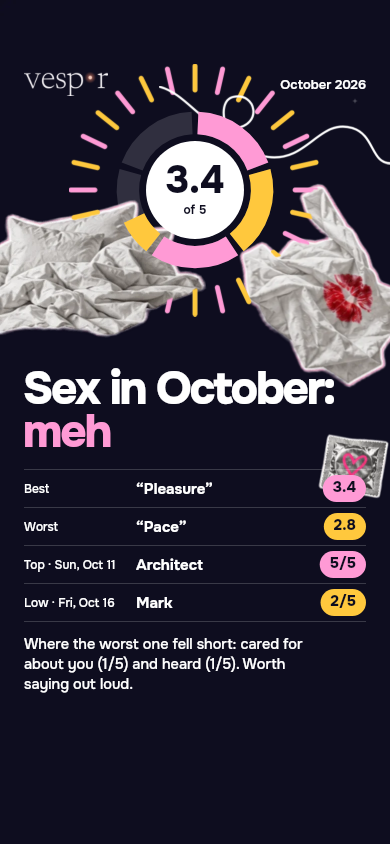 vesp r
October 2026
3.4
of 5
Sex in October:
meh
Best “Pleasure” 3.4
Worst “Pace” 2.8
Top · Sun, Oct 11 Architect 5/5
Low · Fri, Oct 16 Mark 2/5
Where the worst one fell short: cared for
about you (1/5) and heard (1/5). Worth
saying out loud.